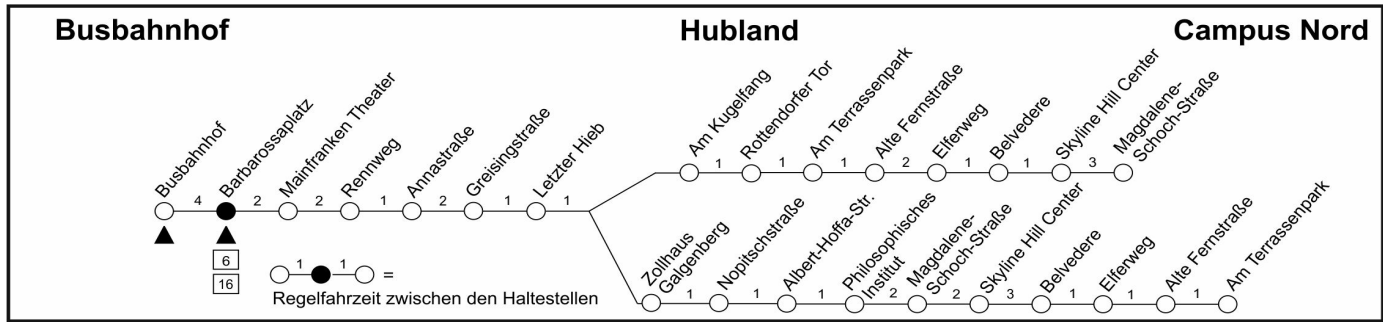 Busbahnhof
Hubland
Campus Nord
Busbahnhof
Barbarossaplatz
Mainfranken Theater
Rennweg
Annastraße
Greisingstraße
Letzter Hieb
4
2
2
1
2
1
1
Am Kugelfang
Rottendorfer Tor
Am Terrassenpark
Alte Fernstraße
Elferweg
Belvedere
Skyline Hill Center
Magdalene-
Schoch-Straße
1
1
1
2
1
1
3
Zollhaus
Galgenberg
Nopitschstraße
Albert-Hoffa-Str.
Philosophisches
Institut
Magdalene-
Schoch-Straße
Skyline Hill Center
Belvedere
Elferweg
Alte Fernstraße
Am Terrassenpark
1
1
1
2
2
3
1
1
1
6
16
1
1
=
Regelfahrzeit zwischen den Haltestellen